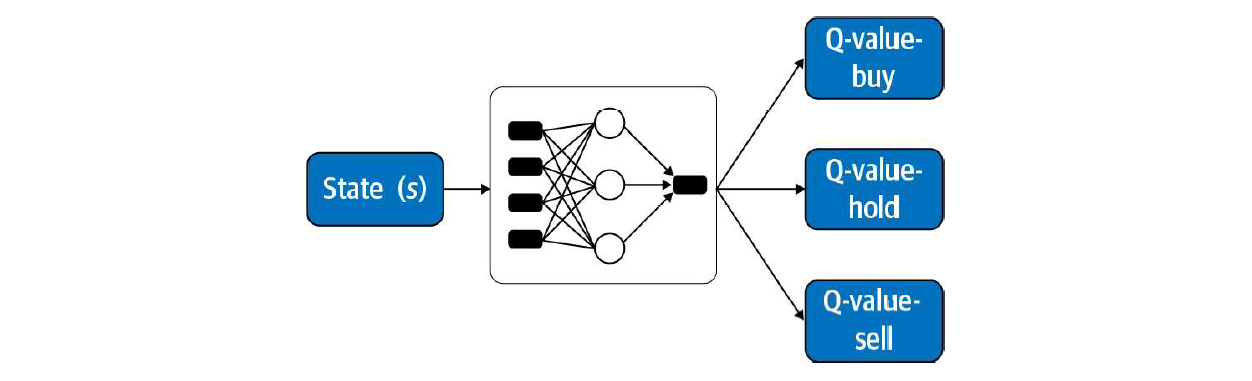 State (s)
Q-value-
buy
Q-value-
hold
Q-value-
sell